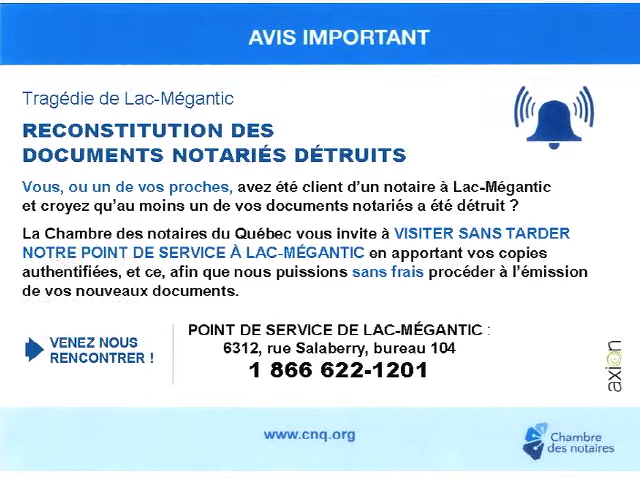 AVIS IMPORTANT
Tragédie de Lac-Mégantic
RECONSTITUTION DES
DOCUMENTS NOTARIÉS DÉTRUITS
Vous, ou un de vos proches, avez été client d'un notaire à Lac-Mégantic
et croyez qu'au moins un de vos documents notariés a été détruit ?
La Chambre des notaires du Québec vous invite à VISITER SANS TARDER
NOTRE POINT DE SERVICE À LAC-MÉGANTIC en apportant vos copies
authentifiées, et ce, afin que nous puissions sans frais procéder à l'émission
de vos nouveaux documents.
VENEZ NOUS
RENCONTRER !
POINT DE SERVICE DE LAC-MÉGANTIC :
6312, rue Salaberry, bureau 104
1 866 622-1201
axion
www.cnq.org
Chambre
des notaires